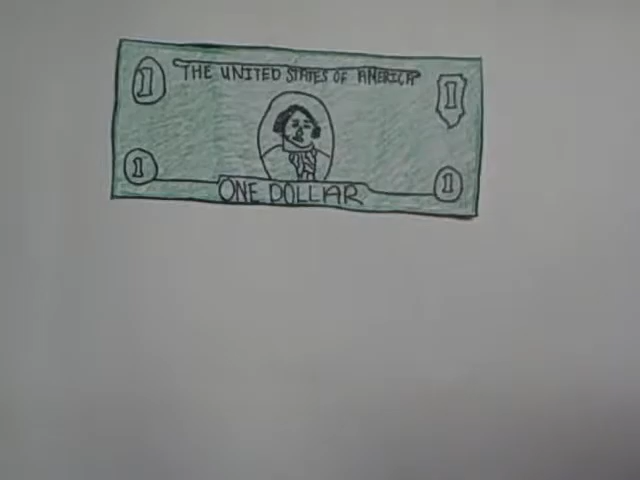 1 THE UNITED STATES OF AMERICA 1
1 ONE DOLLAR 1